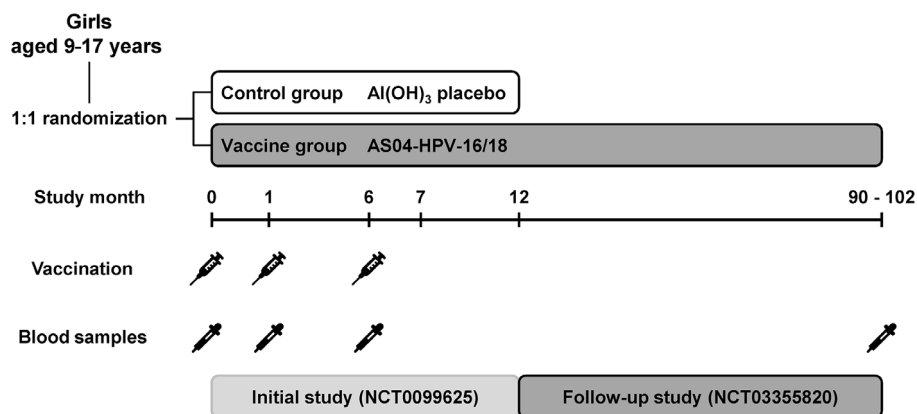 Girls
aged 9-17 years
1:1 randomization
Control group Al(OH)₃ placebo
Vaccine group AS04-HPV-16/18
Study month 0 1 6 7 12 90 - 102
Vaccination
Blood samples
Initial study (NCT0099625) Follow-up study (NCT03355820)